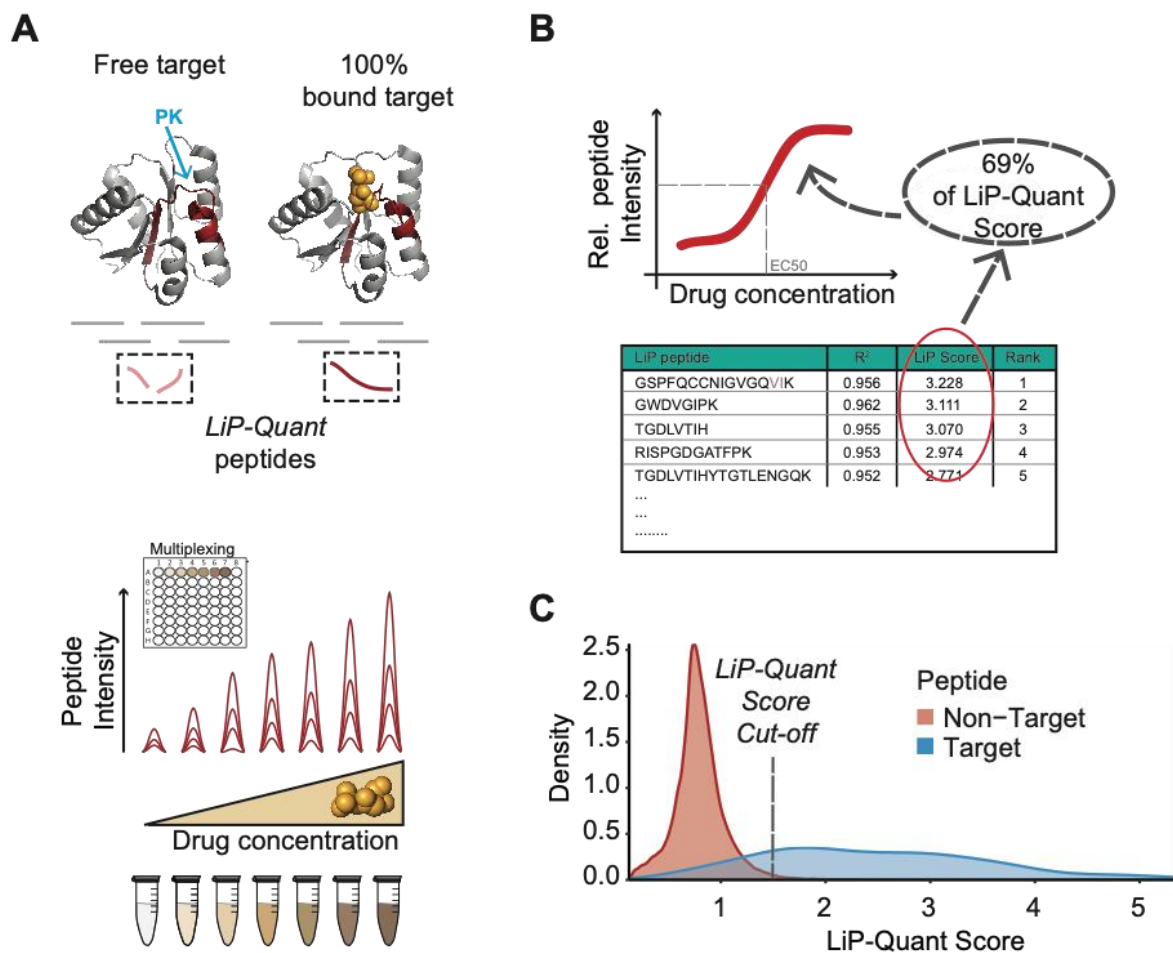 A
Free target
100%
bound target
PK
LiP-Quant
peptides
Multiplexing
1 2 3 4 5 6 7 8
A
B
C
D
E
F
G
H
Peptide
Intensity
Drug concentration
B
Rel. peptide
Intensity
EC50
Drug concentration
69%
of LiP-Quant
Score
LiP peptide R² LiP Score Rank
GSPFQCCNIGVGQVIK 0.956 3.228 1
GWDVGIPK 0.962 3.111 2
TGDLVTIH 0.955 3.070 3
RISPGDGATFPK 0.953 2.974 4
TGDLVTIHYTGTLENGQK 0.952 2.771 5
...
...
........
C
2.5
2.0
1.5
1.0
0.5
0.0
Density
LiP-Quant
Score
Cut-off
Peptide
Non-Target
Target
1 2 3 4 5
LiP-Quant Score